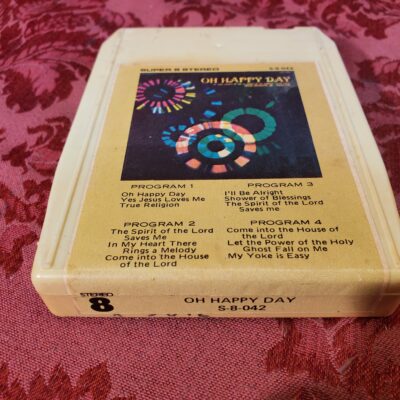 SUPER 8 STEREO
S-8-042
OH HAPPY DAY
PROGRAM 1
Oh Happy Day
Yes Jesus Loves Me
True Religion
PROGRAM 2
The Spirit of the Lord
Saves Me
In My Heart There
Rings a Melody
Come into the House
of the Lord
PROGRAM 3
I'll Be Alright
Shower of Blessings
The Spirit of the Lord
Saves me
PROGRAM 4
Come into the House of
the Lord
Let the Power of the Holy
Ghost Fall on Me
My Yoke is Easy
STEREO
8
OH HAPPY DAY
S-8-042